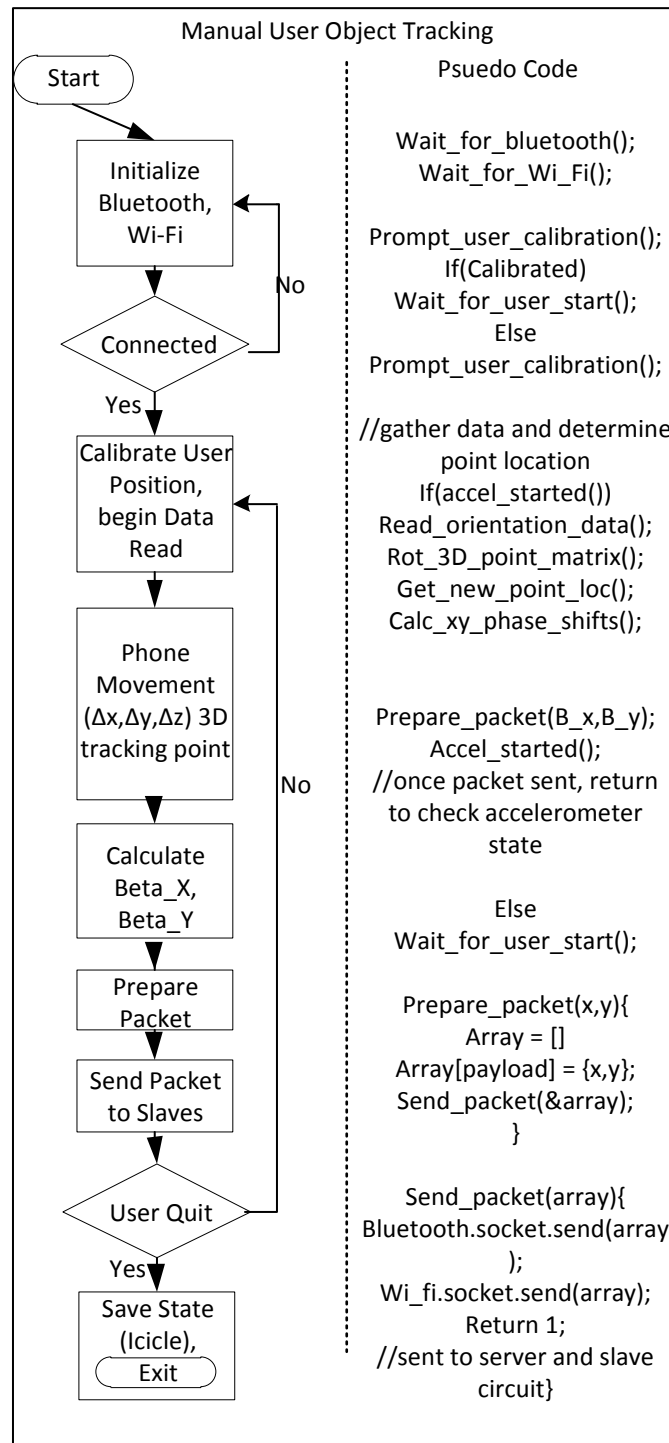 Manual User Object Tracking
Start
Initialize
Bluetooth,
Wi-Fi
No
Connected
Yes
Calibrate User
Position,
begin Data
Read
Phone
Movement
(Δx,Δy,Δz) 3D
tracking point
No
Calculate
Beta_X,
Beta_Y
Prepare
Packet
Send Packet
to Slaves
User Quit
Yes
Save State
(Icicle),
Exit
Psuedo Code
Wait_for_bluetooth();
Wait_for_Wi_Fi();
Prompt_user_calibration();
If(Calibrated)
Wait_for_user_start();
Else
Prompt_user_calibration();
//gather data and determine
point location
If(accel_started())
Read_orientation_data();
Rot_3D_point_matrix();
Get_new_point_loc();
Calc_xy_phase_shifts();
Prepare_packet(B_x,B_y);
Accel_started();
//once packet sent, return
to check accelerometer
state
Else
Wait_for_user_start();
Prepare_packet(x,y){
Array = []
Array[payload] = {x,y};
Send_packet(&array);
}
Send_packet(array){
Bluetooth.socket.send(array
);
Wi_fi.socket.send(array);
Return 1;
//sent to server and slave
circuit}